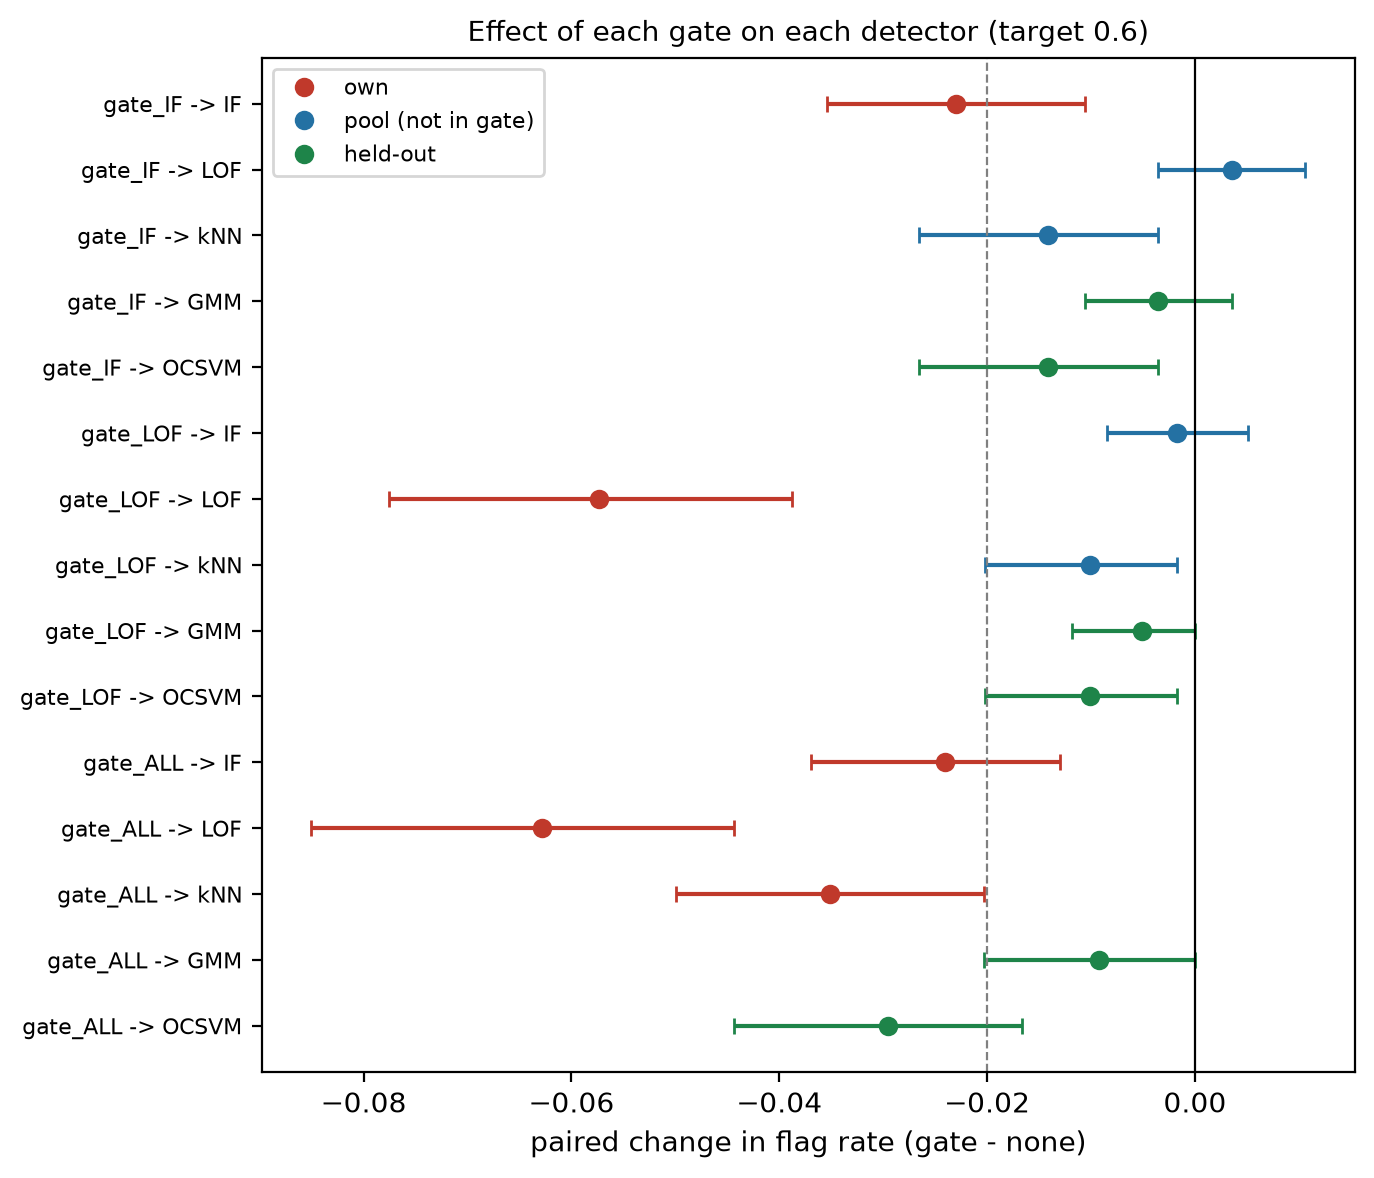 Effect of each gate on each detector (target 0.6)
own
pool (not in gate)
held-out
gate_IF -> IF
gate_IF -> LOF
gate_IF -> kNN
gate_IF -> GMM
gate_IF -> OCSVM
gate_LOF -> IF
gate_LOF -> LOF
gate_LOF -> kNN
gate_LOF -> GMM
gate_LOF -> OCSVM
gate_ALL -> IF
gate_ALL -> LOF
gate_ALL -> kNN
gate_ALL -> GMM
gate_ALL -> OCSVM
−0.08 −0.06 −0.04 −0.02 0.00
paired change in flag rate (gate - none)